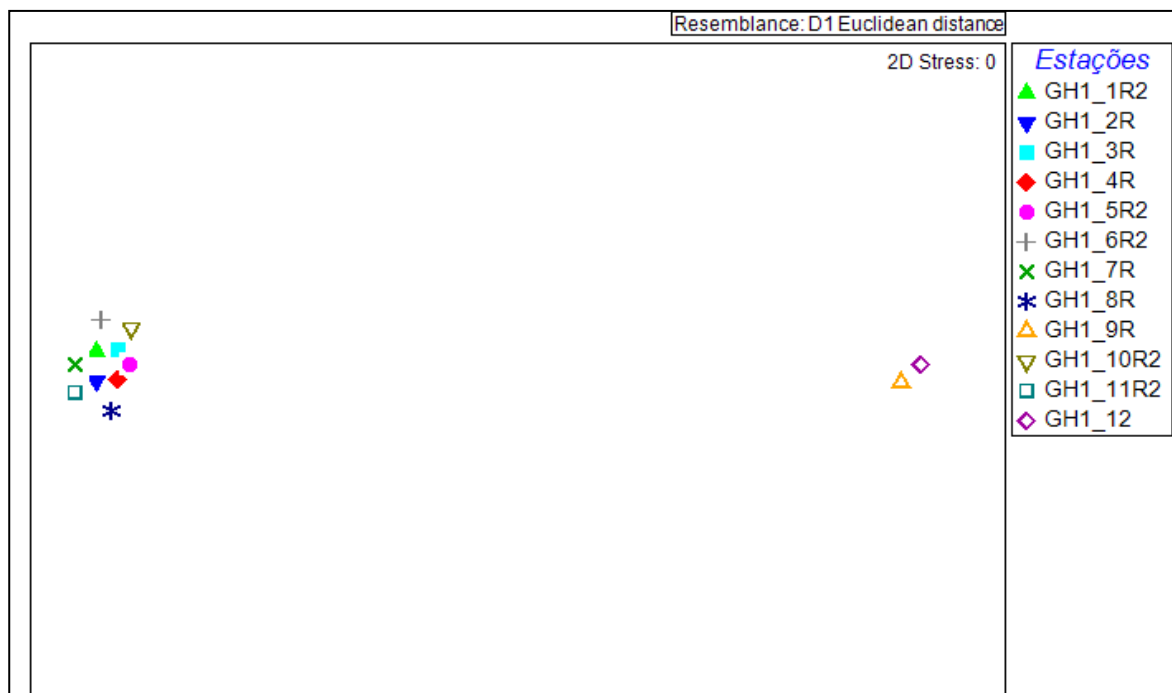 Resemblance: D1 Euclidean distance
2D Stress: 0
Estações
GH1_1R2
GH1_2R
GH1_3R
GH1_4R
GH1_5R2
GH1_6R2
GH1_7R
GH1_8R
GH1_9R
GH1_10R2
GH1_11R2
GH1_12